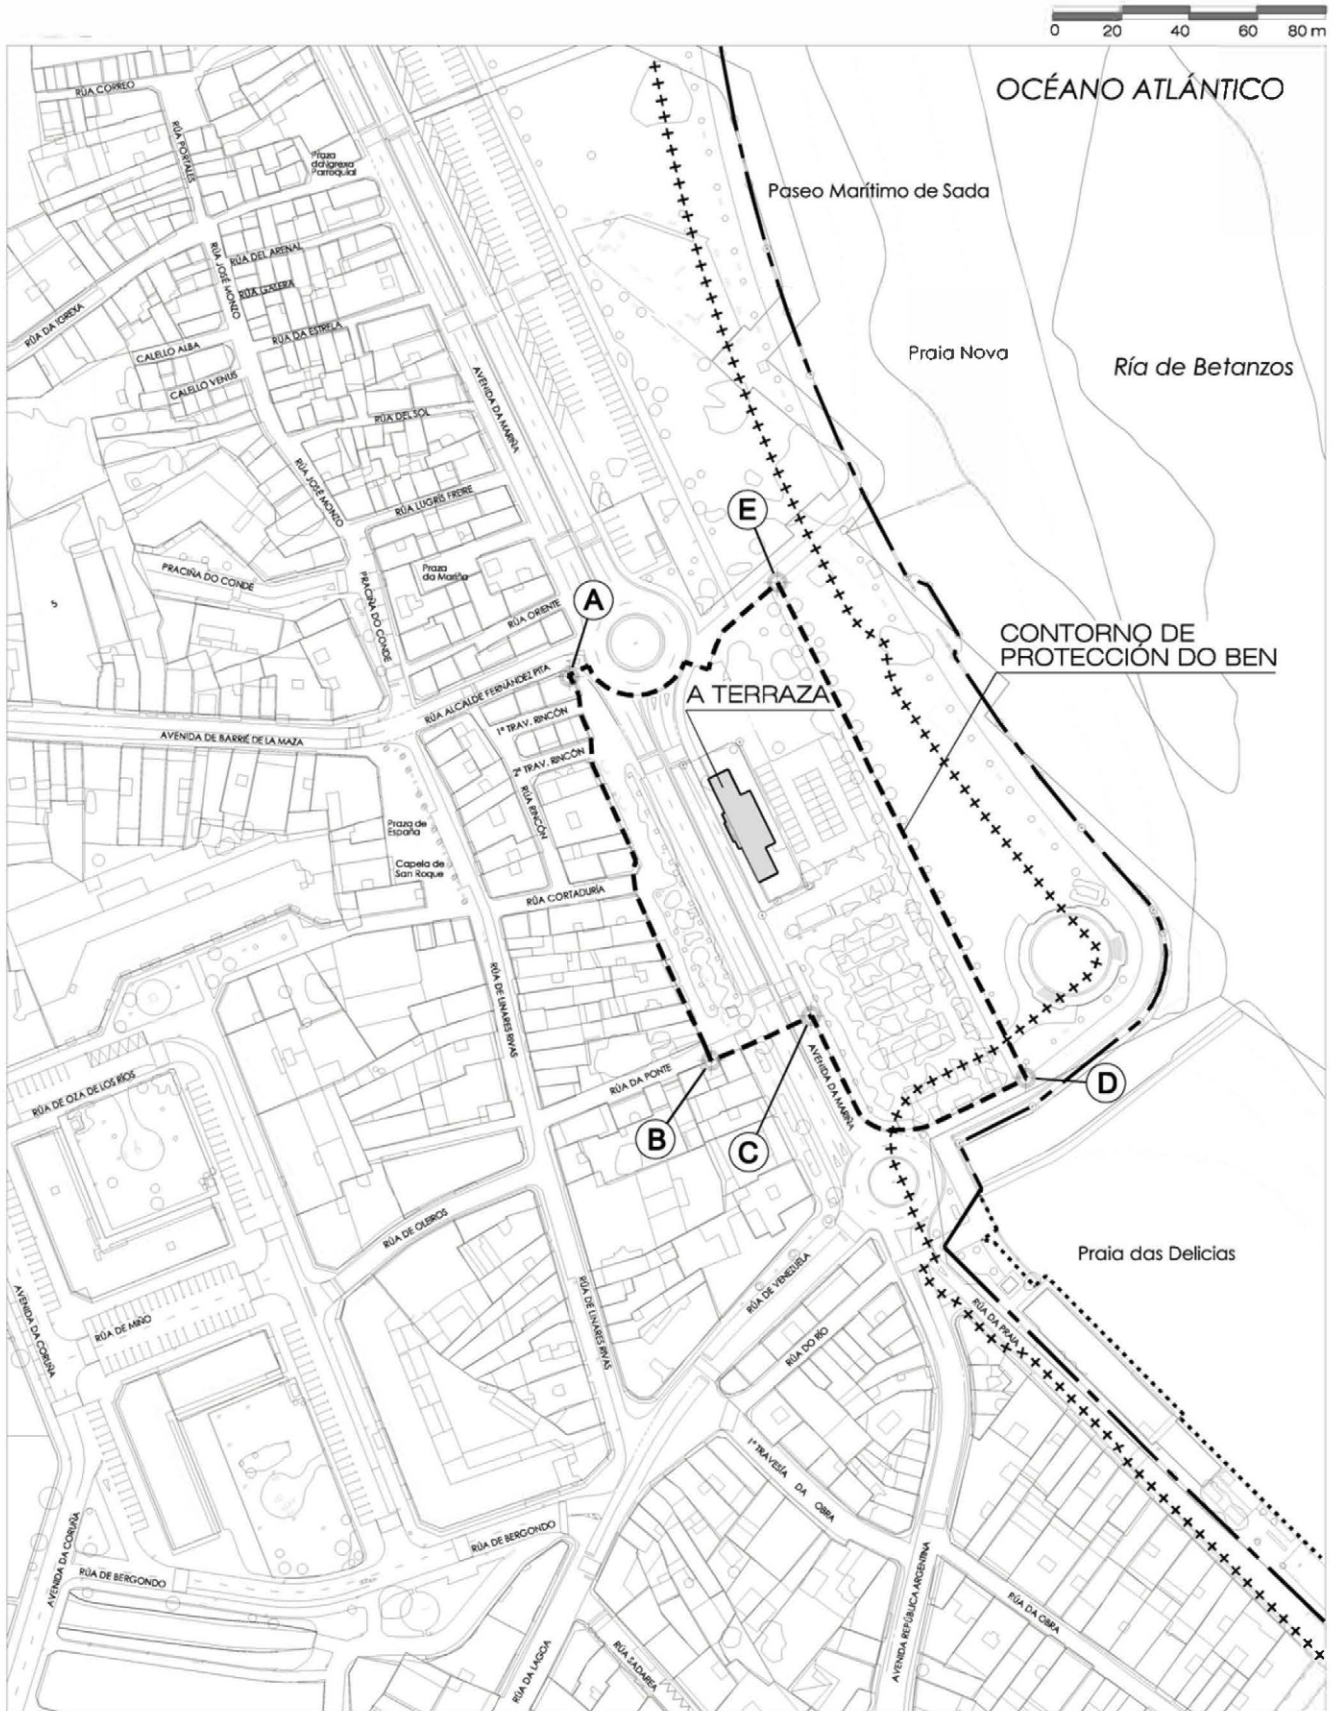 0 20 40 60 80 m
OCÉANO ATLÁNTICO
RÚA CORREO
RÚA PORTALES
Praza
da Igrexa
Parroquial
Paseo Marítimo de Sada
RÚA DEL ARENAL
RÚA JOSÉ MONZO
RÚA GALERA
RÚA DA IGREXA
RÚA DA ESTRELA
CALELLO ALBA
CALELLO VENUS
Praia Nova
Ría de Betanzos
AVENIDA DA MARIÑA
RÚA DEL SOL
RÚA JOSÉ MONZO
RÚA LUGRÍS FREIRE
E
PRACIÑA DO CONDE
Praza
da Mariña
PRACIÑA DO CONDE
5
A
RÚA ORIENTE
CONTORNO DE
PROTECCIÓN DO BEN
RÚA ALCALDE FERNÁNDEZ PITA
A TERRAZA
1ª TRAV. RINCÓN
AVENIDA DE BARRIÉ DE LA MAZA
2ª TRAV. RINCÓN
RÚA RINCÓN
Praza de
España
Capela de
San Roque
RÚA CORTADURÍA
RÚA DE LINARES RIVAS
RÚA DA PONTE
AVENIDA DA MARIÑA
RÚA DE OZA DE LOS RÍOS
D
B
C
RÚA DE OLEIROS
Praia das Delicias
RÚA DE VENEZUELA
RÚA DE LINARES RIVAS
AVENIDA DA CORUÑA
RÚA DE MIÑO
RÚA DA PRAIA
RÚA DO RÍO
1ª TRAVESÍA DA OBRA
AVENIDA DA CORUÑA
RÚA DE BERGONDO
RÚA DE BERGONDO
AVENIDA REPÚBLICA ARGENTINA
RÚA DA OBRA
RÚA DA LAGOA
RÚA SADAREA